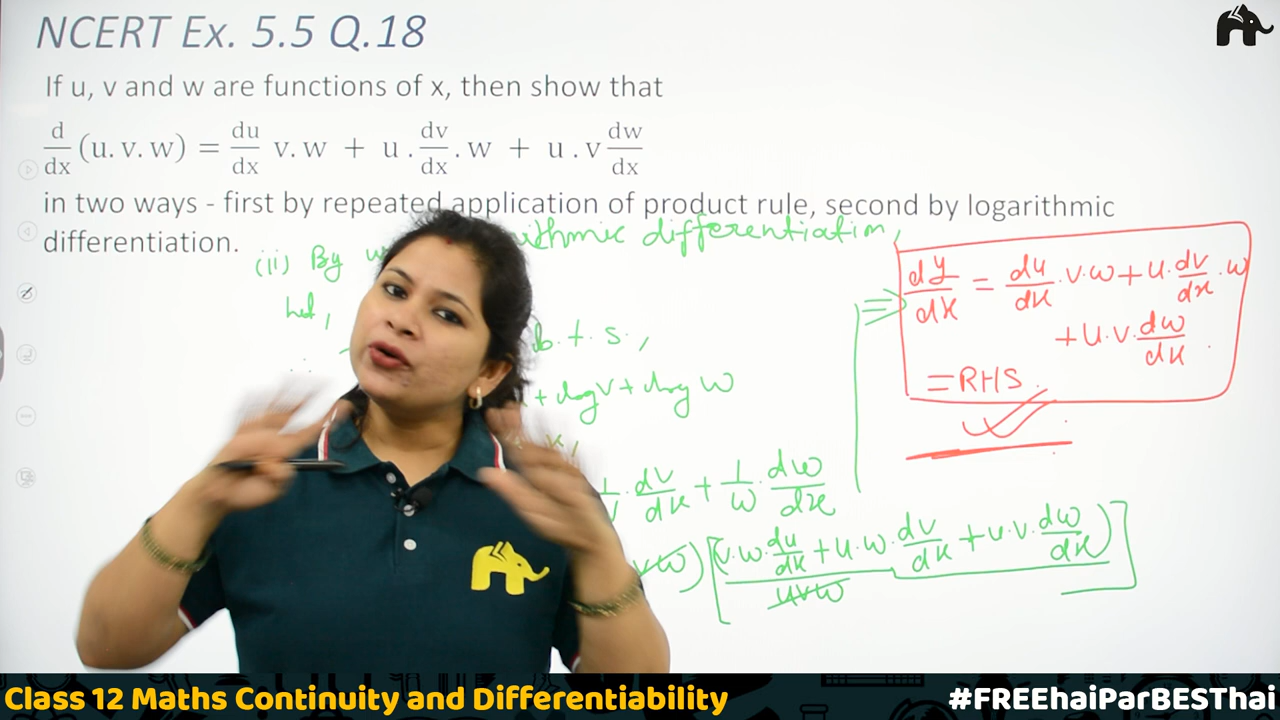 NCERT Ex. 5.5 Q.18
If u, v and w are functions of x, then show that
d/dx (u. v. w) = du/dx v. w + u . dv/dx . w + u . v dw/dx
in two ways - first by repeated application of product rule, second by logarithmic
differentiation.
(ii) By differentiation,
Let,
b. t. s.,
+ log v + log w
1/v . dv/dx + 1/w . dw/dx
vw) [v.w. du/dx + u.w. dv/dx + u.v. dw/dx / uvw]
⇒ dy/dx = du/dx . v.w + u. dv/dx . w
+ u.v. dw/dx .
= RHS.
Class 12 Maths Continuity and Differentiability
#FREEhaiParBESThai